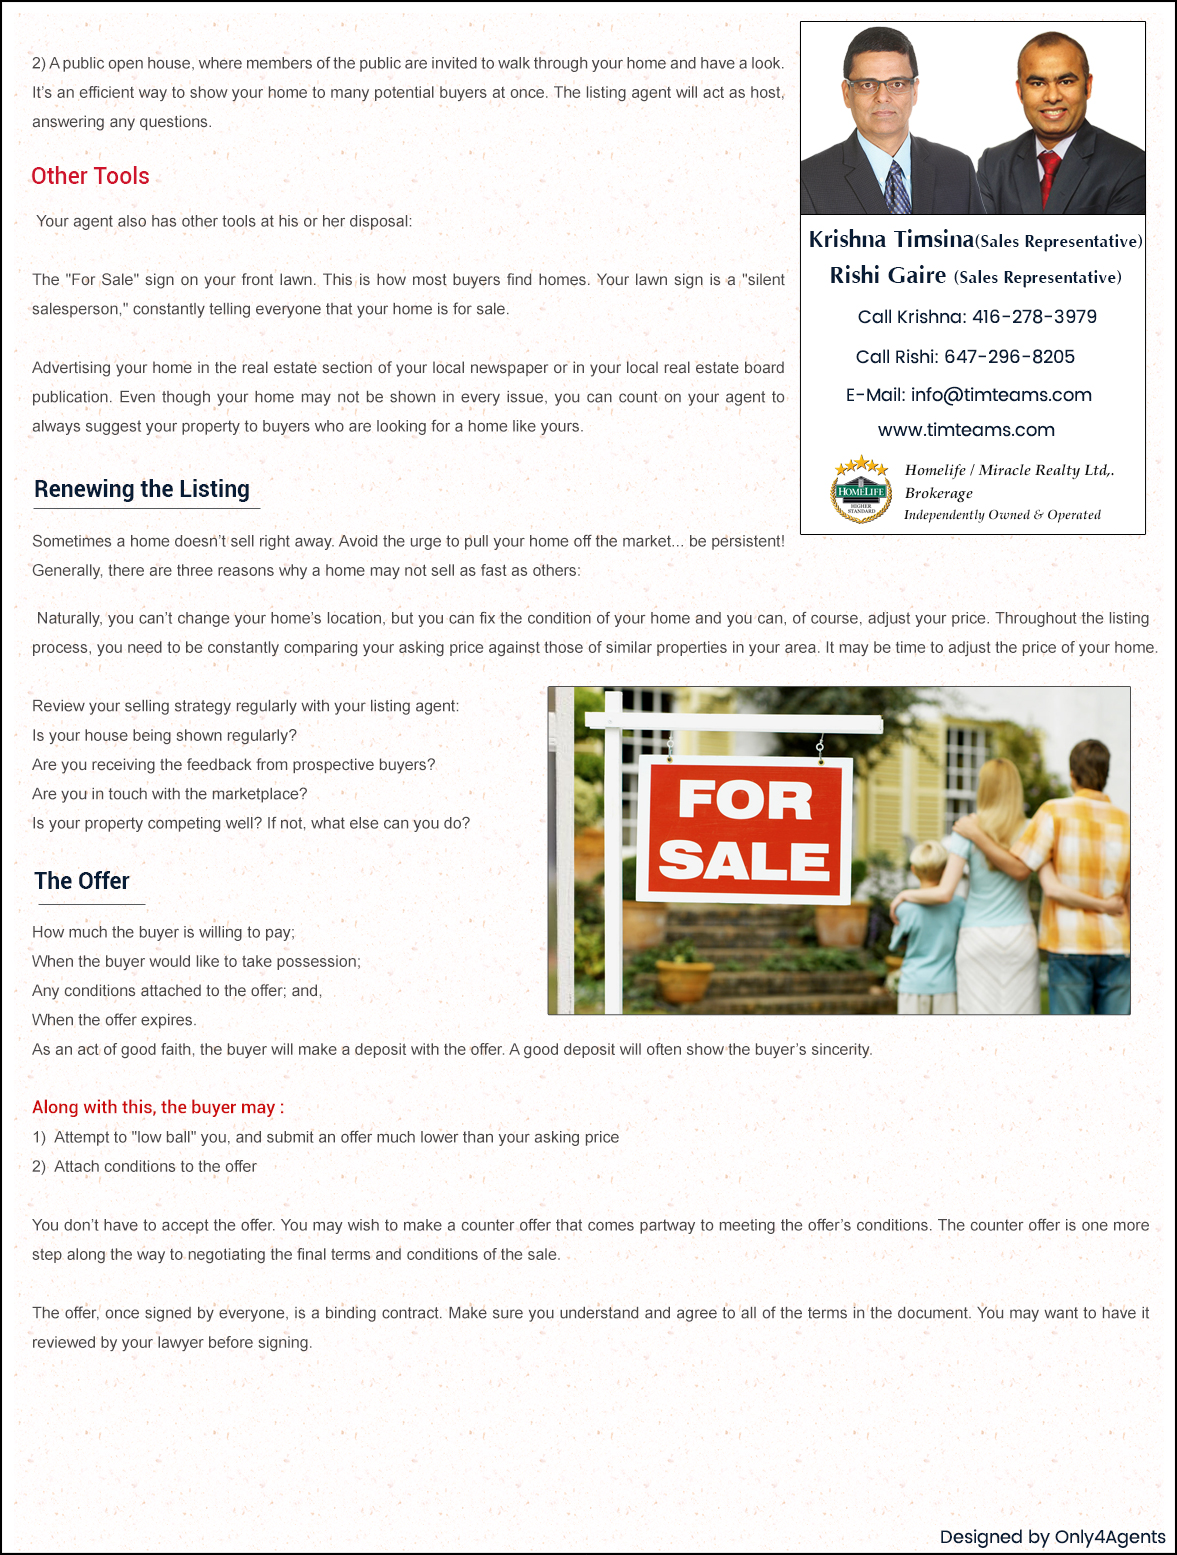 2) A public open house, where members of the public are invited to walk through your home and have a look.
It’s an efficient way to show your home to many potential buyers at once. The listing agent will act as host,
answering any questions.
Other Tools
Your agent also has other tools at his or her disposal:
The "For Sale" sign on your front lawn. This is how most buyers find homes. Your lawn sign is a "silent
salesperson," constantly telling everyone that your home is for sale.
Advertising your home in the real estate section of your local newspaper or in your local real estate board
publication. Even though your home may not be shown in every issue, you can count on your agent to
always suggest your property to buyers who are looking for a home like yours.
Krishna Timsina(Sales Representative)
Rishi Gaire (Sales Representative)
Call Krishna: 416-278-3979
Call Rishi: 647-296-8205
E-Mail: info@timteams.com
www.timteams.com
HOMELIFE
HIGHER
STANDARD
Homelife / Miracle Realty Ltd,.
Brokerage
Independently Owned & Operated
Renewing the Listing
Sometimes a home doesn’t sell right away. Avoid the urge to pull your home off the market... be persistent!
Generally, there are three reasons why a home may not sell as fast as others:
Naturally, you can’t change your home’s location, but you can fix the condition of your home and you can, of course, adjust your price. Throughout the listing
process, you need to be constantly comparing your asking price against those of similar properties in your area. It may be time to adjust the price of your home.
Review your selling strategy regularly with your listing agent:
Is your house being shown regularly?
Are you receiving the feedback from prospective buyers?
Are you in touch with the marketplace?
Is your property competing well? If not, what else can you do?
FOR
SALE
The Offer
How much the buyer is willing to pay;
When the buyer would like to take possession;
Any conditions attached to the offer; and,
When the offer expires.
As an act of good faith, the buyer will make a deposit with the offer. A good deposit will often show the buyer’s sincerity.
Along with this, the buyer may :
1) Attempt to "low ball" you, and submit an offer much lower than your asking price
2) Attach conditions to the offer
You don’t have to accept the offer. You may wish to make a counter offer that comes partway to meeting the offer’s conditions. The counter offer is one more
step along the way to negotiating the final terms and conditions of the sale.
The offer, once signed by everyone, is a binding contract. Make sure you understand and agree to all of the terms in the document. You may want to have it
reviewed by your lawyer before signing.
Designed by Only4Agents